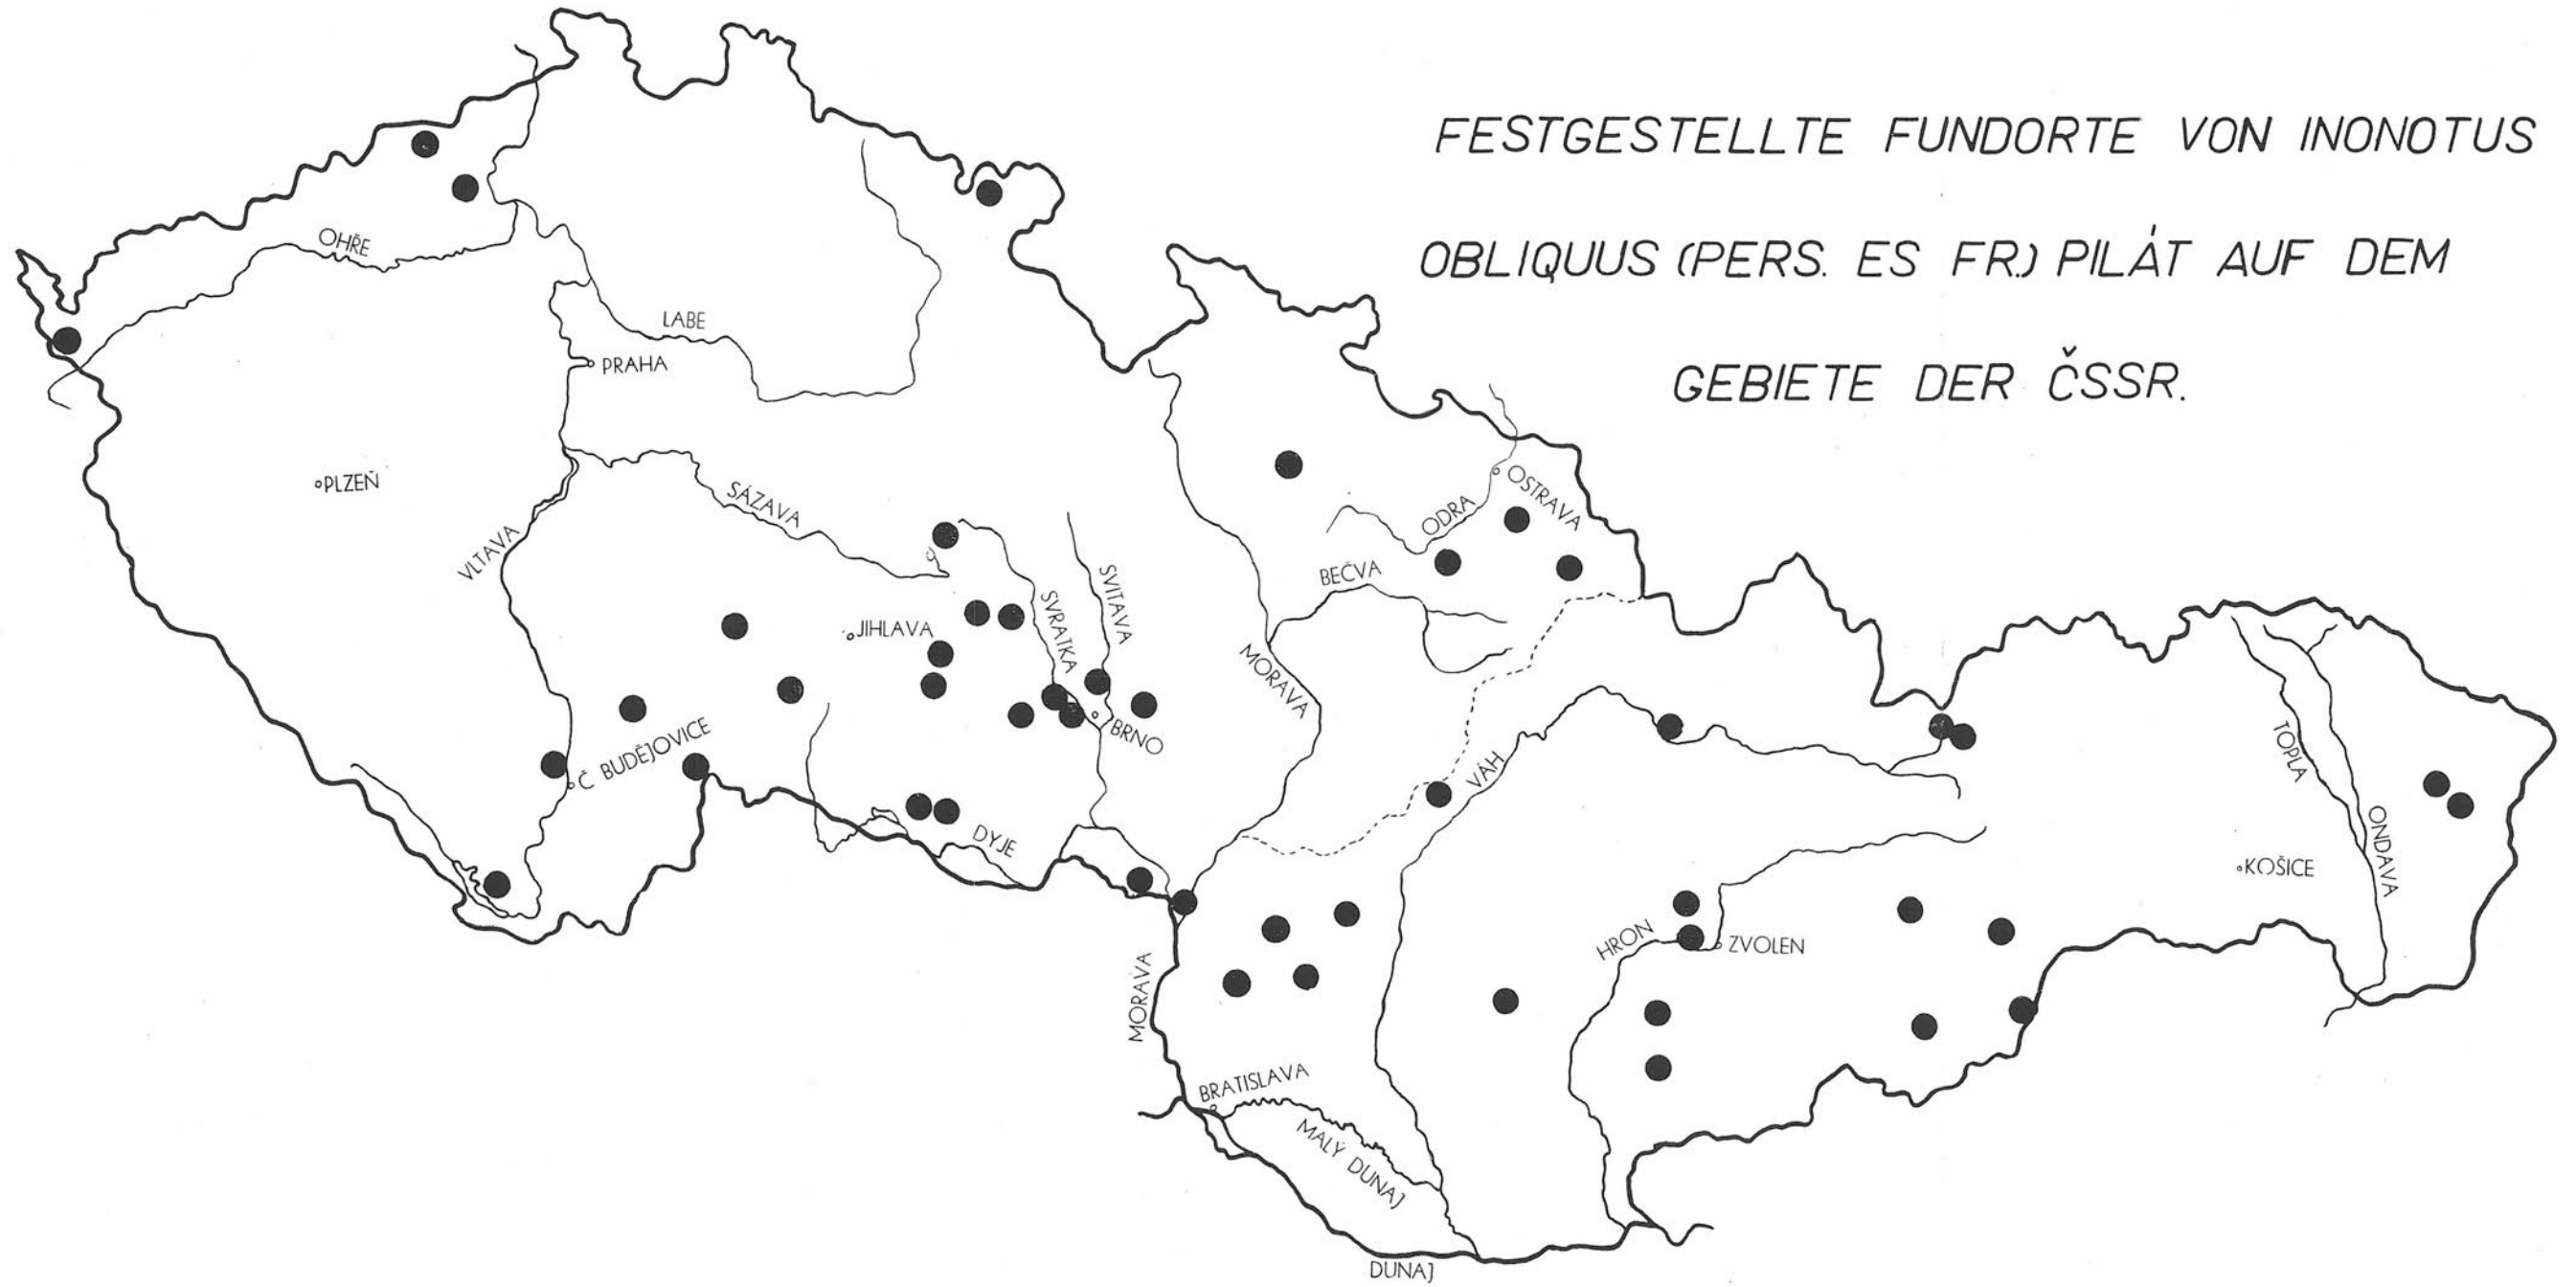 FESTGESTELLTE FUNDORTE VON INONOTUS
OBLIQUUS (PERS. ES FR.) PILÁT AUF DEM
GEBIETE DER ČSSR.
OHŘE
LABE
PRAHA
PLZEŇ
VLTAVA
SÁZAVA
JIHLAVA
SVRATKA
SVITAVA
Č BUDĚJOVICE
BRNO
DYJE
MORAVA
BEČVA
ODRA
OSTRAVA
VÁH
TOPLA
ONDAVA
KOŠICE
HRON
ZVOLEN
MORAVA
BRATISLAVA
MALÝ DUNAJ
DUNAJ